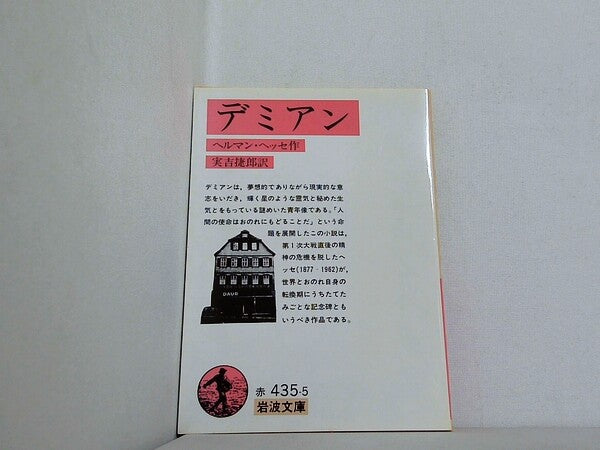 デミアン
ヘルマン・ヘッセ作
実吉捷郎訳
デミアンは，夢想的でありながら現実的な意
志をいだき，輝く星のような霊気と秘めた生
気とをもっている謎めいた青年像である。「人
間の使命はおのれにもどることだ」という命
題を展開したこの小説は，
第1次大戦直後の精
神の危機を脱したヘ
ッセ(1877‐1962)が，
世界とおのれ自身の
転換期にうちたてた
みごとな記念碑とも
いうべき作品である。
DAUB
赤 435-5
岩波文庫